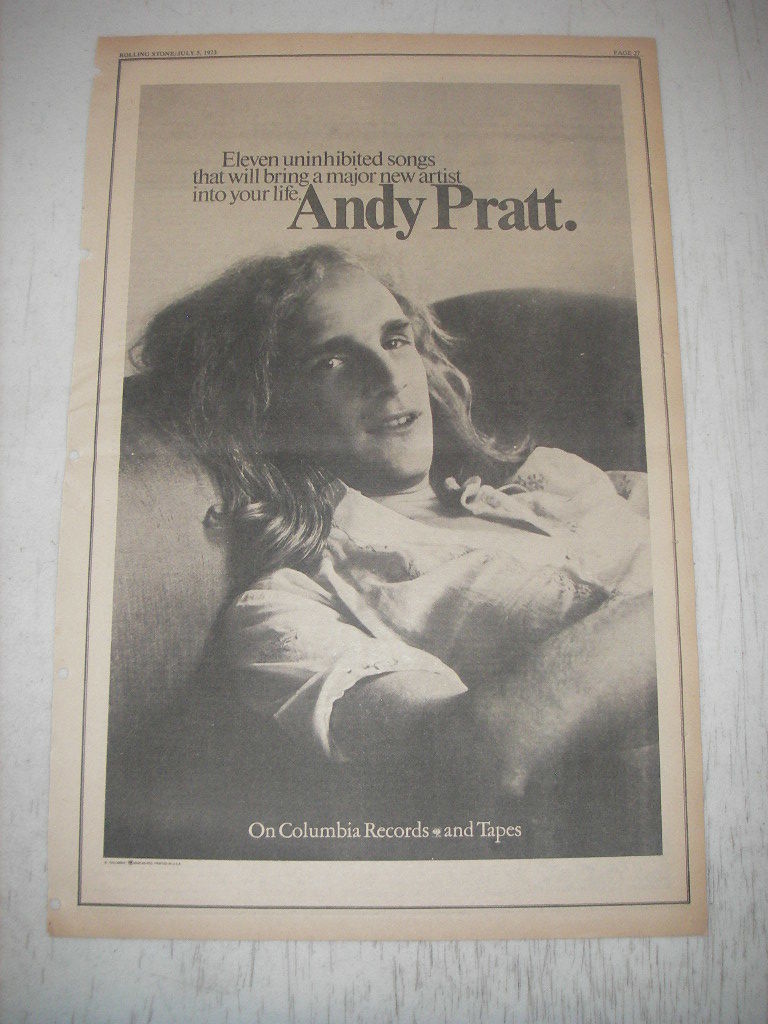 ROLLING STONE/JULY 5, 1973
PAGE 27
Eleven uninhibited songs
that will bring a major new artist
into your life.
Andy Pratt.
On Columbia Records and Tapes